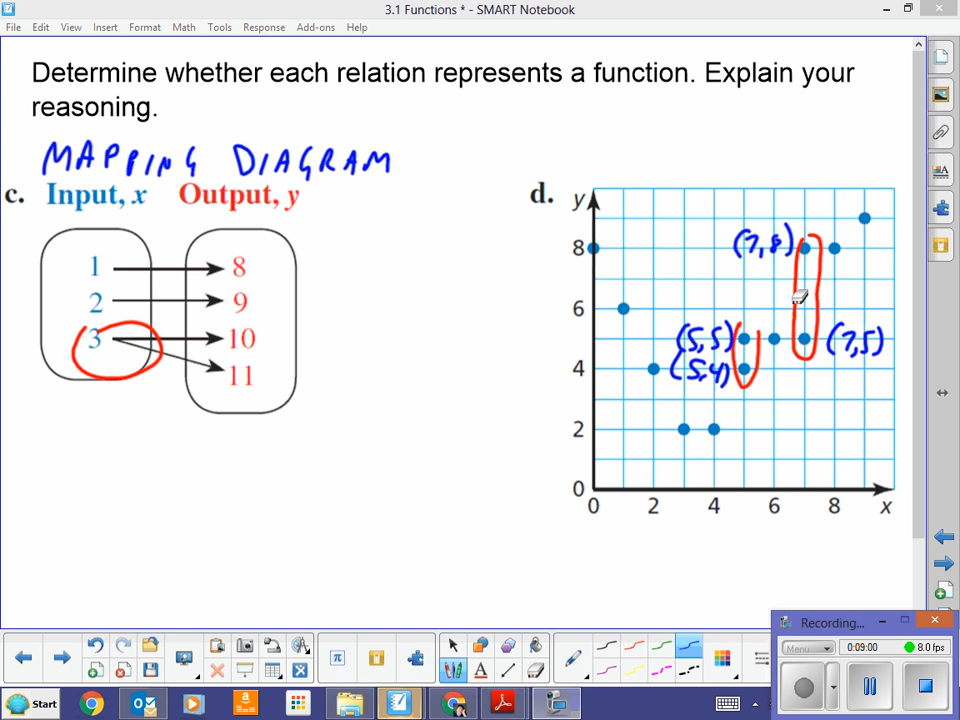 3.1 Functions * - SMART Notebook
File Edit View Insert Format Math Tools Response Add-ons Help
Determine whether each relation represents a function. Explain your
reasoning.
MAPPING DIAGRAM
c. Input, x Output, y
1 8
2 9
3 10
11
d. y
8 (7,8)
6
(5,5) (7,5)
4 (5,4)
2
0
0 2 4 6 8 x
Recording...
Menu 0:09:00 8.0 fps
Start